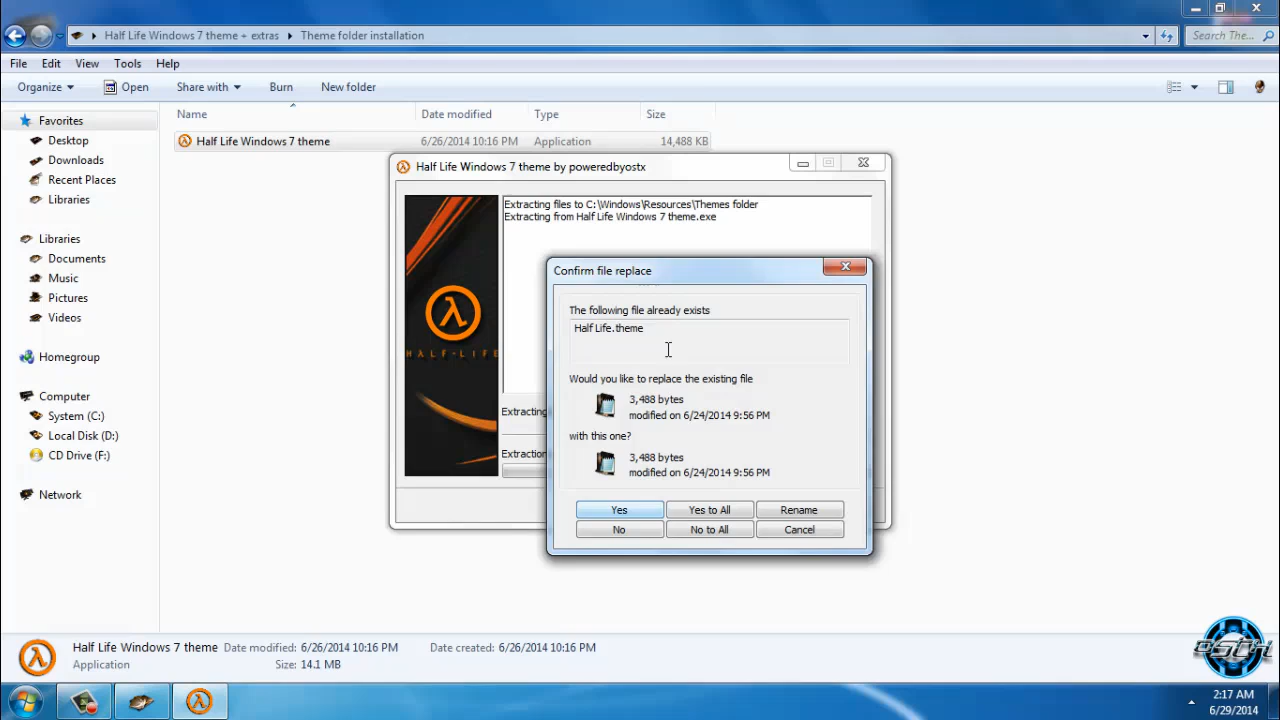 Half Life Windows 7 theme + extras
Theme folder installation
Search The...
File Edit View Tools Help
Organize Open Share with Burn New folder
Name Date modified Type Size
Favorites
Desktop
Downloads
Recent Places
Libraries
Libraries
Documents
Music
Pictures
Videos
Homegroup
Computer
System (C:)
Local Disk (D:)
CD Drive (F:)
Network
Half Life Windows 7 theme 6/26/2014 10:16 PM Application 14,488 KB
Half Life Windows 7 theme by poweredbyostx
Extracting files to C:\Windows\Resources\Themes folder
Extracting from Half Life Windows 7 theme.exe
HALF-LIFE
Extracting
Extraction
Confirm file replace
The following file already exists
Half Life.theme
Would you like to replace the existing file
3,488 bytes
modified on 6/24/2014 9:56 PM
with this one?
3,488 bytes
modified on 6/24/2014 9:56 PM
Yes Yes to All Rename
No No to All Cancel
Half Life Windows 7 theme Date modified: 6/26/2014 10:16 PM Date created: 6/26/2014 10:16 PM
Application Size: 14.1 MB
OSTX
2:17 AM
6/29/2014